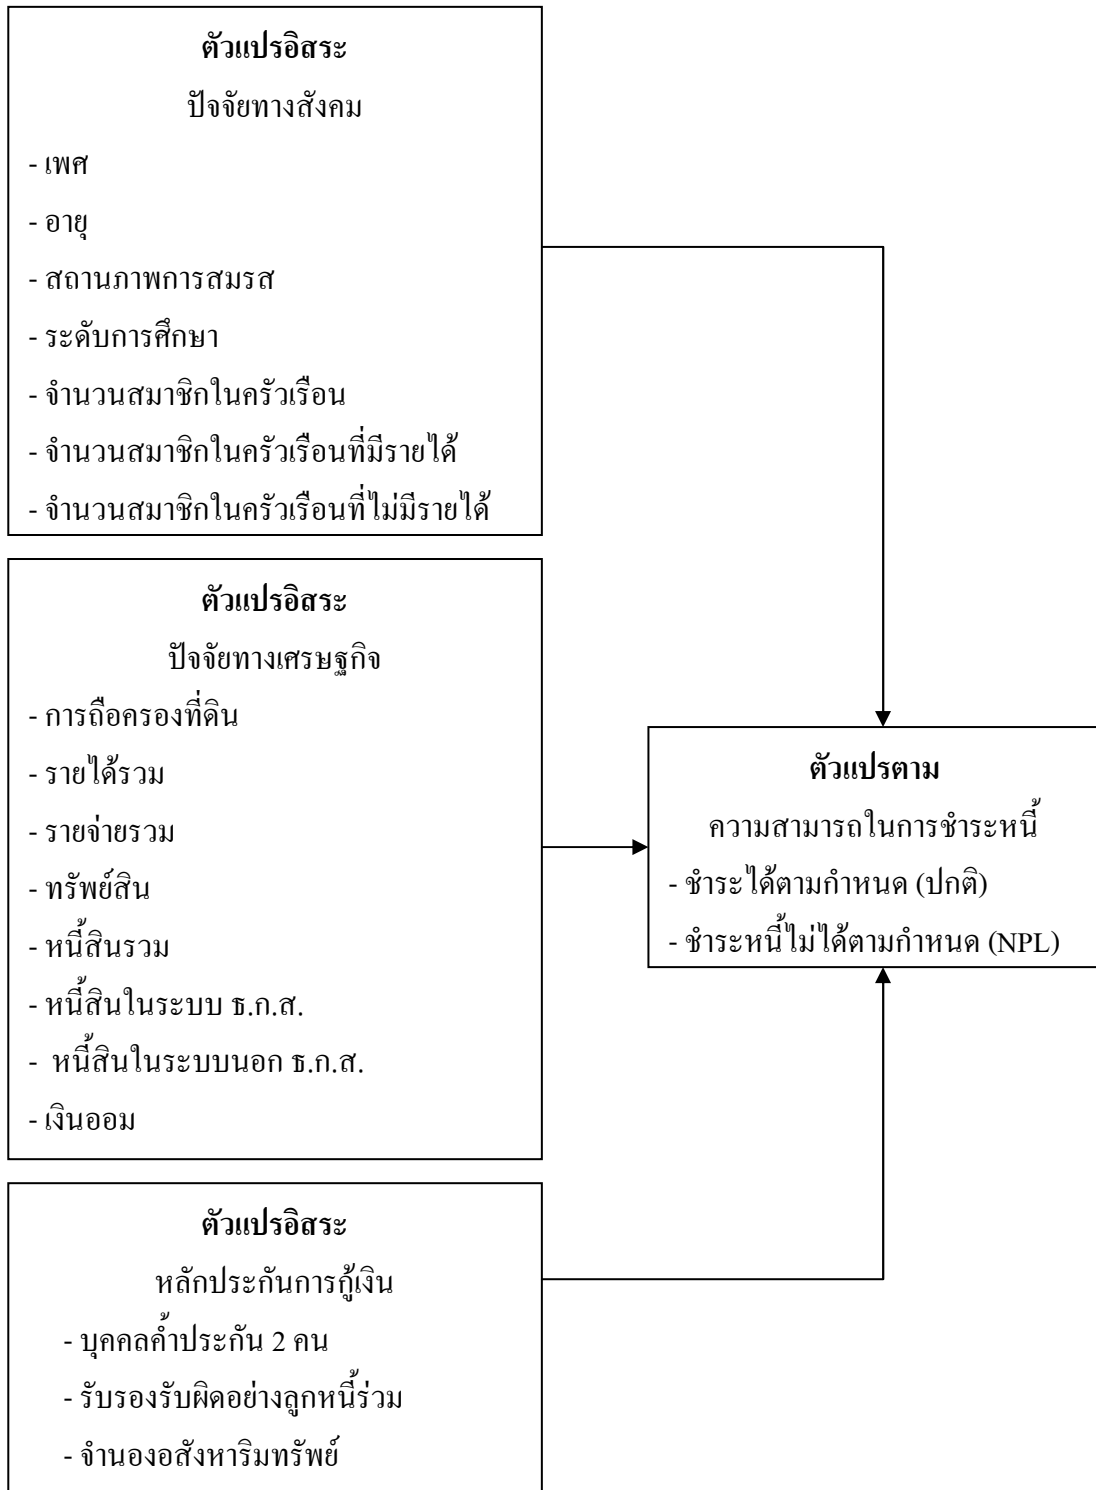 ตัวแปรอิสระ
ปัจจัยทางสังคม
- เพศ
- อายุ
- สถานภาพการสมรส
- ระดับการศึกษา
- จำนวนสมาชิกในครัวเรือน
- จำนวนสมาชิกในครัวเรือนที่มีรายได้
- จำนวนสมาชิกในครัวเรือนที่ไม่มีรายได้
ตัวแปรอิสระ
ปัจจัยทางเศรษฐกิจ
- การถือครองที่ดิน
- รายได้รวม
- รายจ่ายรวม
- ทรัพย์สิน
- หนี้สินรวม
- หนี้สินในระบบ ธ.ก.ส.
- หนี้สินในระบบนอก ธ.ก.ส.
- เงินออม
ตัวแปรตาม
ความสามารถในการชำระหนี้
- ชำระได้ตามกำหนด (ปกติ)
- ชำระหนี้ไม่ได้ตามกำหนด (NPL)
ตัวแปรอิสระ
หลักประกันการกู้เงิน
- บุคคลค้ำประกัน 2 คน
- รับรองรับผิดอย่างลูกหนี้ร่วม
- จำนองอสังหาริมทรัพย์